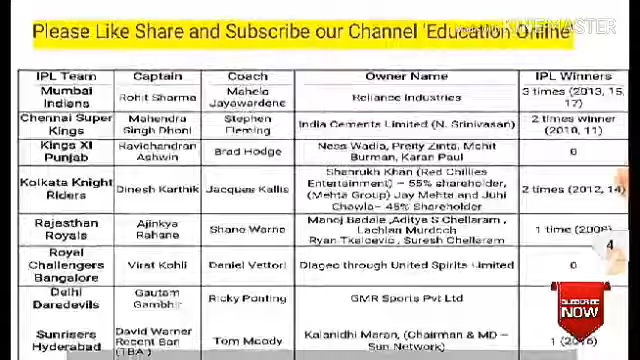 Made with KINEMASTER
Please Like Share and Subscribe our Channel 'Education Online'
IPL Team Captain Coach Owner Name IPL Winners
Mumbai Indians Rohit Sharma Mahela Jayawardene Reliance Industries 3 times (2013, 15, 17)
Chennai Super Kings Mahendra Singh Dhoni Stephen Fleming India Cements Limited (N. Srinivasan) 2 times winner (2010, 11)
Kings XI Punjab Ravichandran Ashwin Brad Hodge Ness Wadia, Preity Zinta, Mohit Burman, Karan Paul 0
Kolkata Knight Riders Dinesh Karthik Jacques Kallis Shahrukh Khan (Red Chillies Entertainment) – 55% shareholder, (Mehta Group) Jay Mehta and Juhi Chawla – 45% Shareholder 2 times (2012, 14)
Rajasthan Royals Ajinkya Rahane Shane Warne Manoj Badale, Aditya S Chellaram, Lachlan Murdoch Ryan Tkalcevic, Suresh Chellaram 1 time (2008)
4
Royal Challengers Bangalore Virat Kohli Daniel Vettori Diageo through United Spirits Limited 0
Delhi Daredevils Gautam Gambhir Ricky Ponting GMR Sports Pvt Ltd
SUBSCRIBE NOW
Sunrisers Hyderabad David Warner Recent Ban (TBA) Tom Moody Kalanidhi Maran, (Chairman & MD – Sun Network) 1 (2016)